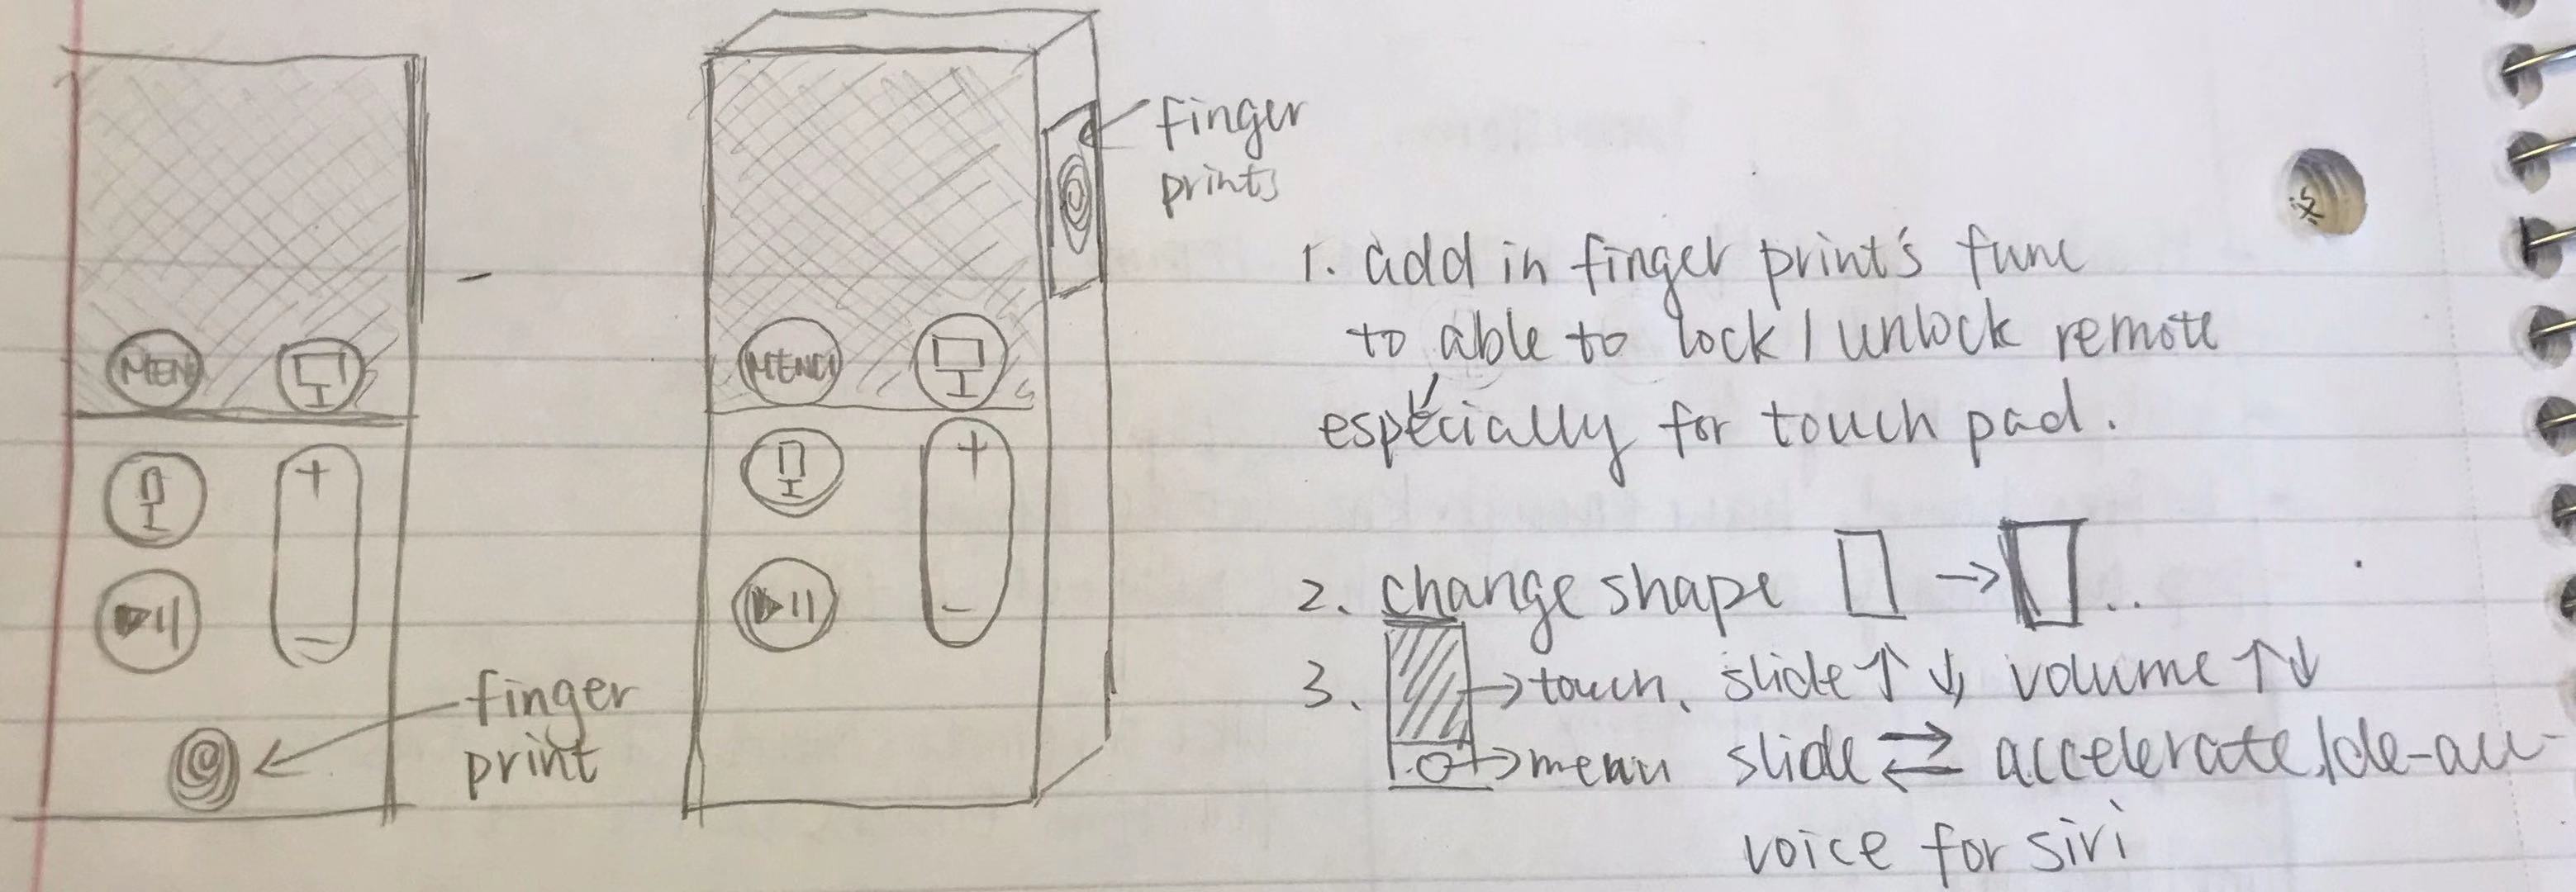 MEN
+
-
finger
print
MENU
+
-
finger
prints
1. add in finger print's func
to able to lock / unlock remote
especially for touch pad.
2. change shape → ..
3. → touch, slide ↑ ↓, volume ↑↓
→ menu slide ⇄ accelerate/de-acc-
voice for siri